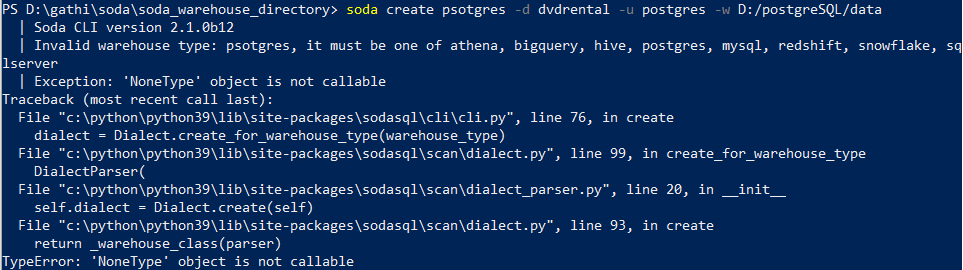 PS D:\gathi\soda\soda_warehouse_directory> soda create psotgres -d dvdrental -u postgres -w D:/postgreSQL/data
| Soda CLI version 2.1.0b12
| Invalid warehouse type: psotgres, it must be one of athena, bigquery, hive, postgres, mysql, redshift, snowflake, sq
lserver
| Exception: 'NoneType' object is not callable
Traceback (most recent call last):
File "c:\python\python39\lib\site-packages\sodasql\cli\cli.py", line 76, in create
dialect = Dialect.create_for_warehouse_type(warehouse_type)
File "c:\python\python39\lib\site-packages\sodasql\scan\dialect.py", line 99, in create_for_warehouse_type
DialectParser(
File "c:\python\python39\lib\site-packages\sodasql\scan\dialect_parser.py", line 20, in __init__
self.dialect = Dialect.create(self)
File "c:\python\python39\lib\site-packages\sodasql\scan\dialect.py", line 93, in create
return _warehouse_class(parser)
TypeError: 'NoneType' object is not callable